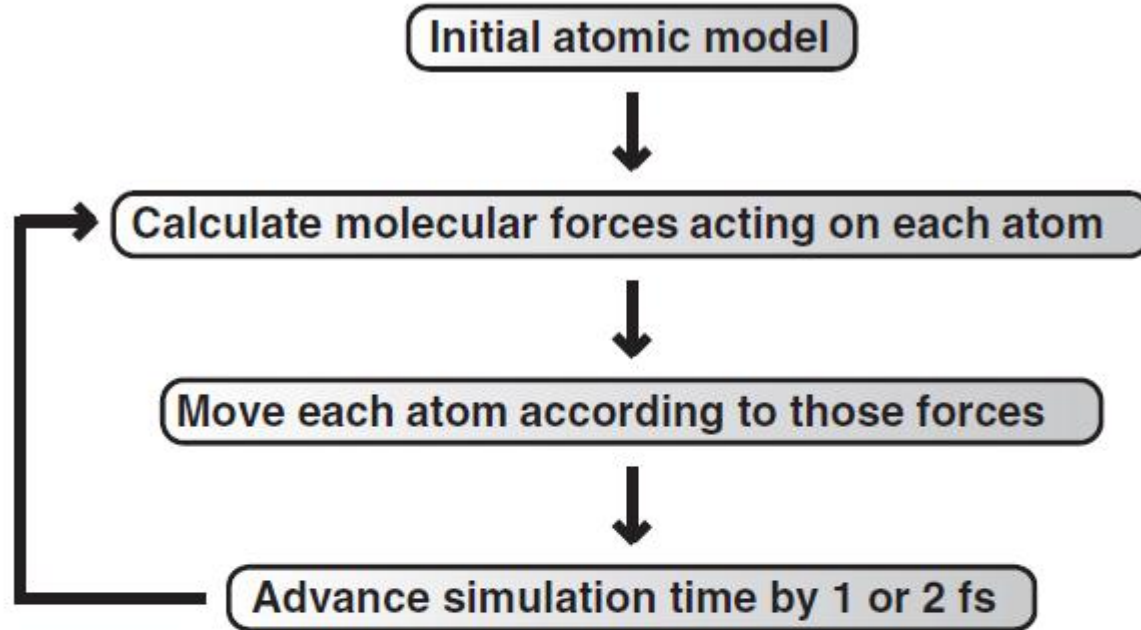 Initial atomic model
Calculate molecular forces acting on each atom
Move each atom according to those forces
Advance simulation time by 1 or 2 fs